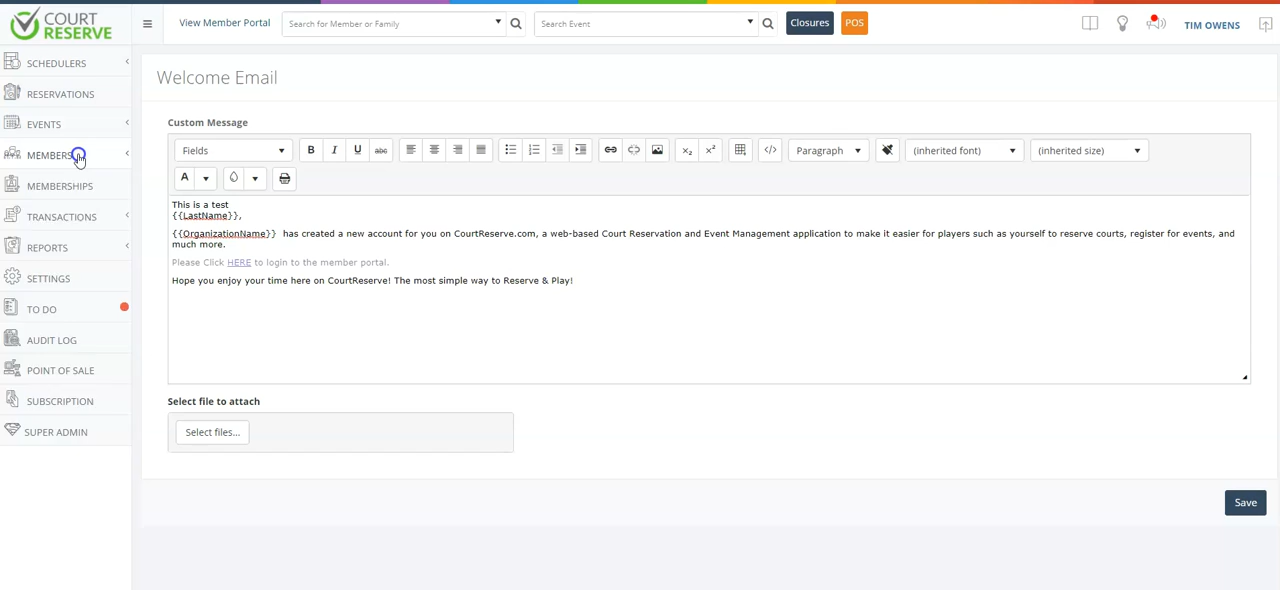 COURT
RESERVE
View Member Portal
Search for Member or Family
Search Event
Closures
POS
TIM OWENS
SCHEDULERS
RESERVATIONS
EVENTS
MEMBERS
MEMBERSHIPS
TRANSACTIONS
REPORTS
SETTINGS
TO DO
AUDIT LOG
POINT OF SALE
SUBSCRIPTION
SUPER ADMIN
Welcome Email
Custom Message
Fields
B I U abc
Paragraph
(inherited font)
(inherited size)
A
This is a test
{{LastName}},
{{OrganizationName}} has created a new account for you on CourtReserve.com, a web-based Court Reservation and Event Management application to make it easier for players such as yourself to reserve courts, register for events, and
much more.
Please Click HERE to login to the member portal.
Hope you enjoy your time here on CourtReserve! The most simple way to Reserve & Play!
Select file to attach
Select files...
Save